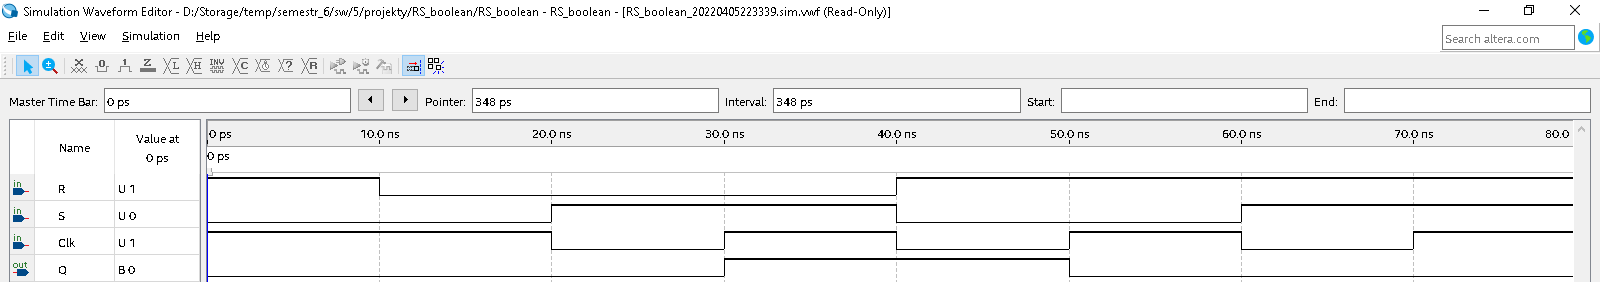 Simulation Waveform Editor - D:/Storage/temp/semestr_6/sw/5/projekty/RS_boolean/RS_boolean - RS_boolean - [RS_boolean_20220405223339.sim.vwf (Read-Only)]
File Edit View Simulation Help
Search altera.com
Master Time Bar: 0 ps Pointer: 348 ps Interval: 348 ps Start: End:
Name Value at 0 ps
0 ps 10.0 ns 20.0 ns 30.0 ns 40.0 ns 50.0 ns 60.0 ns 70.0 ns 80.0
0 ps
in R U 1
in S U 0
in Clk U 1
out Q B 0